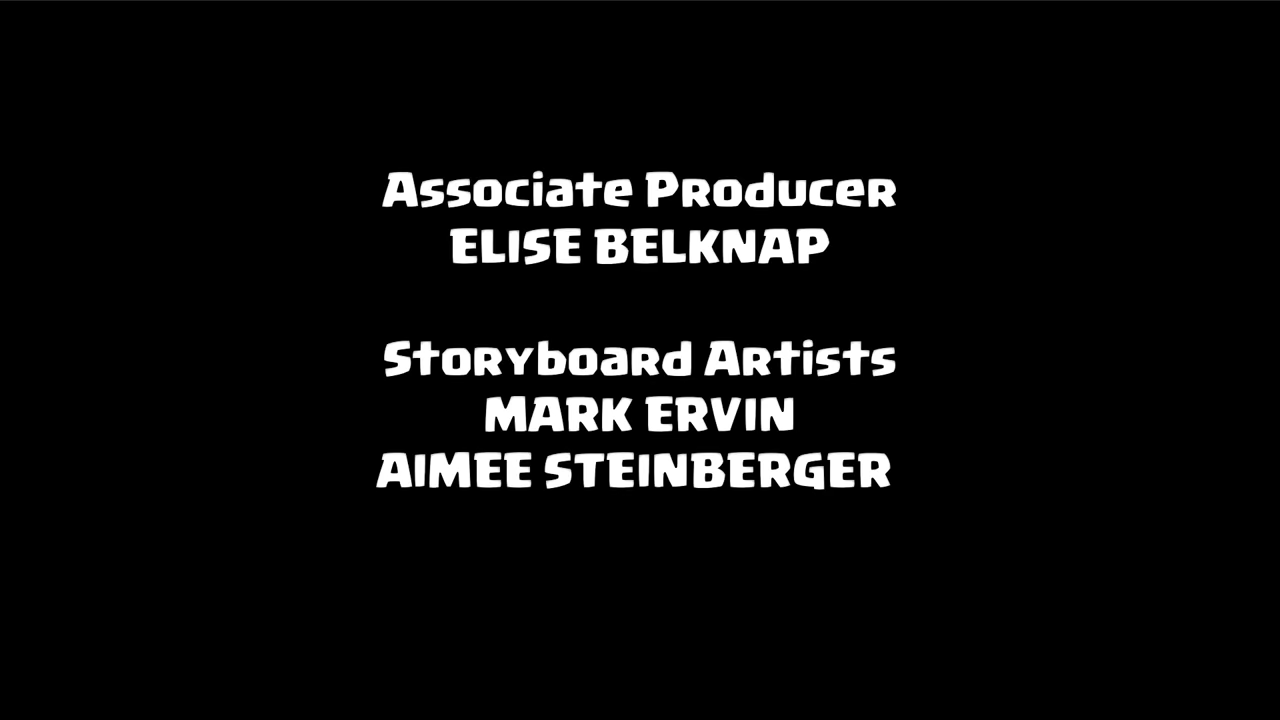 Associate Producer
ELISE BELKNAP
Storyboard Artists
MARK ERVIN
AIMEE STEINBERGER